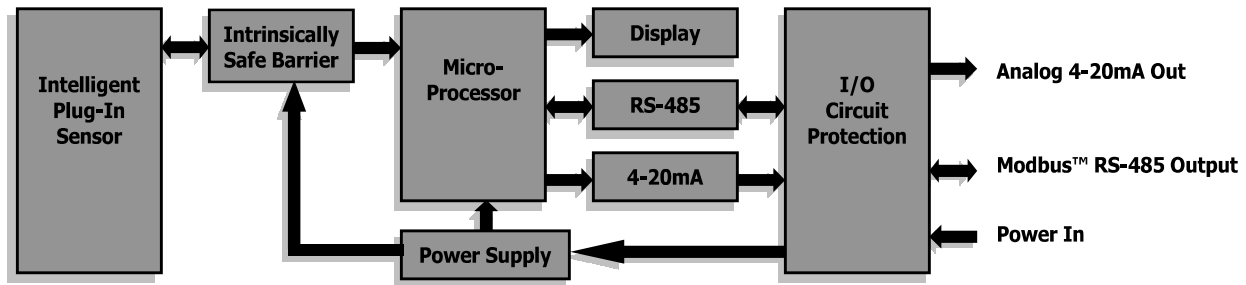 Intelligent
Plug-In
Sensor
Intrinsically
Safe Barrier
Micro-
Processor
Display
RS-485
4-20mA
Power Supply
I/O
Circuit
Protection
Analog 4-20mA Out
Modbus™ RS-485 Output
Power In